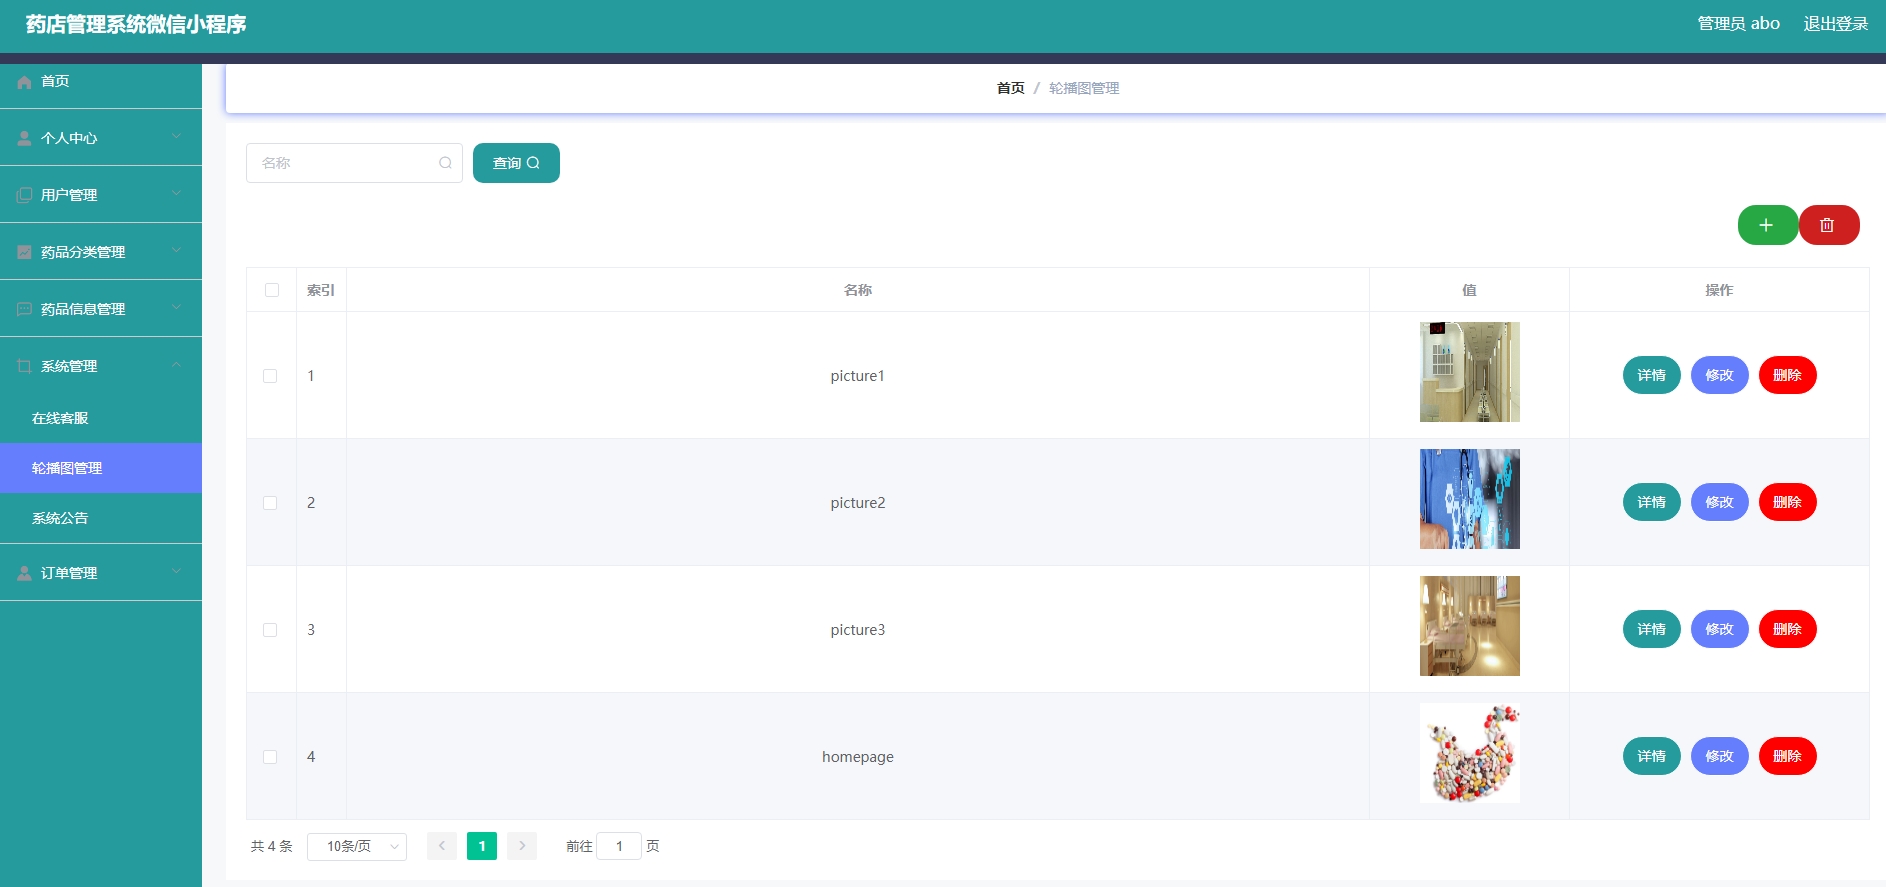 药店管理系统微信小程序
管理员 abo 退出登录
首页
个人中心
用户管理
药品分类管理
药品信息管理
系统管理
在线客服
轮播图管理
系统公告
订单管理
首页 / 轮播图管理
名称 查询
索引 名称 值 操作
1 picture1 详情 修改 删除
2 picture2 详情 修改 删除
3 picture3 详情 修改 删除
4 homepage 详情 修改 删除
共 4 条 10条/页 1 前往 1 页